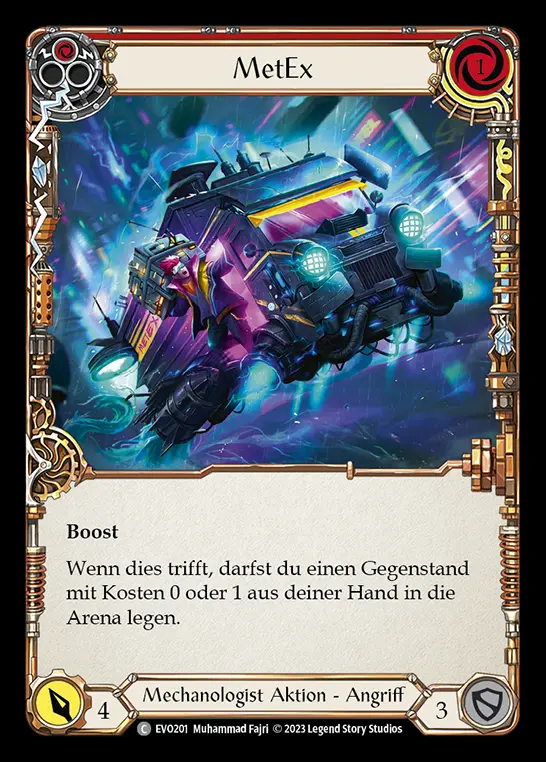 MetEx
1
METEX
Boost
Wenn dies trifft, darfst du einen Gegenstand
mit Kosten 0 oder 1 aus deiner Hand in die
Arena legen.
4
Mechanologist Aktion - Angriff
3
C EVO201 Muhammad Fajri © 2023 Legend Story Studios